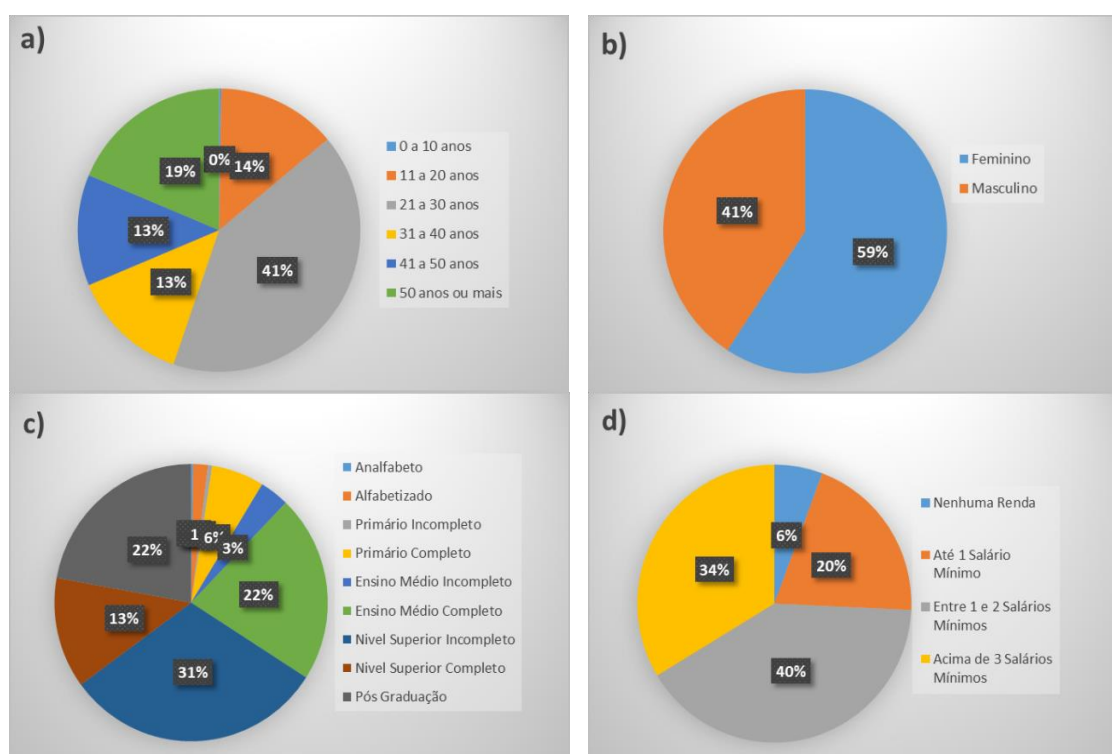 a)
0%
14%
19%
13%
13%
41%
0 a 10 anos
11 a 20 anos
21 a 30 anos
31 a 40 anos
41 a 50 anos
50 anos ou mais
b)
41%
59%
Feminino
Masculino
c)
1
6%
3%
22%
22%
13%
31%
Analfabeto
Alfabetizado
Primário Incompleto
Primário Completo
Ensino Médio Incompleto
Ensino Médio Completo
Nivel Superior Incompleto
Nivel Superior Completo
Pós Graduação
d)
6%
20%
34%
40%
Nenhuma Renda
Até 1 Salário
Mínimo
Entre 1 e 2 Salários
Mínimos
Acima de 3 Salários
Mínimos